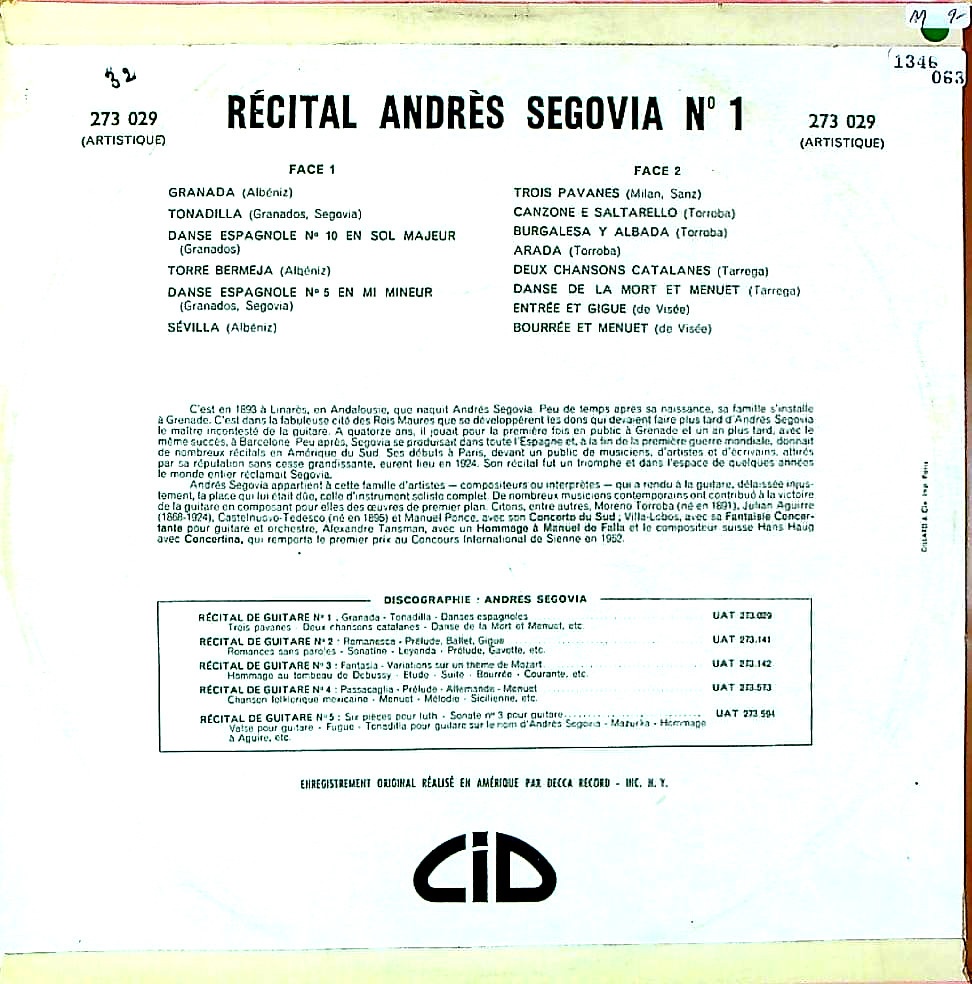 M 9-
1346
063
32
273 029
(ARTISTIQUE)
RÉCITAL ANDRÈS SEGOVIA Nº 1
273 029
(ARTISTIQUE)
FACE 1
GRANADA (Albéniz)
TONADILLA (Granados, Segovia)
DANSE ESPAGNOLE Nº 10 EN SOL MAJEUR
(Granados)
TORRE BERMEJA (Albéniz)
DANSE ESPAGNOLE Nº 5 EN MI MINEUR
(Granados, Segovia)
SÉVILLA (Albéniz)
FACE 2
TROIS PAVANES (Milan, Sanz)
CANZONE E SALTARELLO (Torroba)
BURGALESA Y ALBADA (Torroba)
ARADA (Torroba)
DEUX CHANSONS CATALANES (Tarrega)
DANSE DE LA MORT ET MENUET (Tarrega)
ENTRÉE ET GIGUE (de Visée)
BOURRÉE ET MENUET (de Visée)
C'est en 1893 à Linarès, en Andalousie, que naquit Andrés Segovia. Peu de temps après sa naissance, sa famille s'installe
à Grenade. C'est dans la fabuleuse cité des Rois Maures que se développèrent les dons qui devaient faire plus tard d'Andrés Segovia
le maître incontesté de la guitare. A quatorze ans, il jouait pour la première fois en public à Grenade et un an plus tard, avec le
même succès, à Barcelone. Peu après, Segovia se produisait dans toute l'Espagne et, à la fin de la première guerre mondiale, donnait
de nombreux récitals en Amérique du Sud. Ses débuts à Paris, devant un public de musiciens, d'artistes et d'écrivains, attirés
par sa réputation sans cesse grandissante, eurent lieu en 1924. Son récital fut un triomphe et dans l'espace de quelques années
le monde entier réclamait Segovia.
Andrés Segovia appartient à cette famille d'artistes — compositeurs ou interprètes — qui a rendu à la guitare, délaissée injus-
tement, la place qui lui était dûe, celle d'instrument soliste complet. De nombreux musiciens contemporains ont contribué à la victoire
de la guitare en composant pour elles des œuvres de premier plan. Citons, entre autres, Moreno Torroba (né en 1891), Julian Aguirre
(1868-1924), Castelnuovo-Tedesco (né en 1895) et Manuel Ponce, avec son Concerto du Sud ; Villa-Lobos, avec sa Fantaisie Concer-
tante pour guitare et orchestre, Alexandre Tansman, avec un Hommage à Manuel de Falla et le compositeur suisse Hans Haug
avec Concertina, qui remporta le premier prix au Concours International de Sienne en 1952.
DISCOGRAPHIE : ANDRÉS SEGOVIA
RÉCITAL DE GUITARE Nº 1 : Granada - Tonadilla - Danses espagnoles UAT 273.029
Trois pavanes - Deux chansons catalanes - Danse de la Mort et Menuet, etc.
RÉCITAL DE GUITARE Nº 2 : Romanesca - Prélude, Ballet, Gigue UAT 273.141
Romances sans paroles - Sonatine - Leyenda - Prélude, Gavotte, etc.
RÉCITAL DE GUITARE Nº 3 : Fantasia - Variations sur un thème de Mozart UAT 273.142
Hommage au tombeau de Debussy - Etude - Suite - Bourrée - Courante, etc.
RÉCITAL DE GUITARE Nº 4 : Passacaglia - Prélude - Allemande - Menuet UAT 273.573
Chanson folklorique mexicaine - Menuet - Mélodie - Sicilienne, etc.
RÉCITAL DE GUITARE Nº 5 : Six pièces pour luth - Sonate nº 3 pour guitare UAT 273 594
Valse pour guitare - Fugue - Tonadilla pour guitare sur le nom d'Andrès Segovia - Mazurka - Hommage
à Aguire, etc.
ENREGISTREMENT ORIGINAL RÉALISÉ EN AMÉRIQUE PAR DECCA RECORD - INC. N. Y.
CID